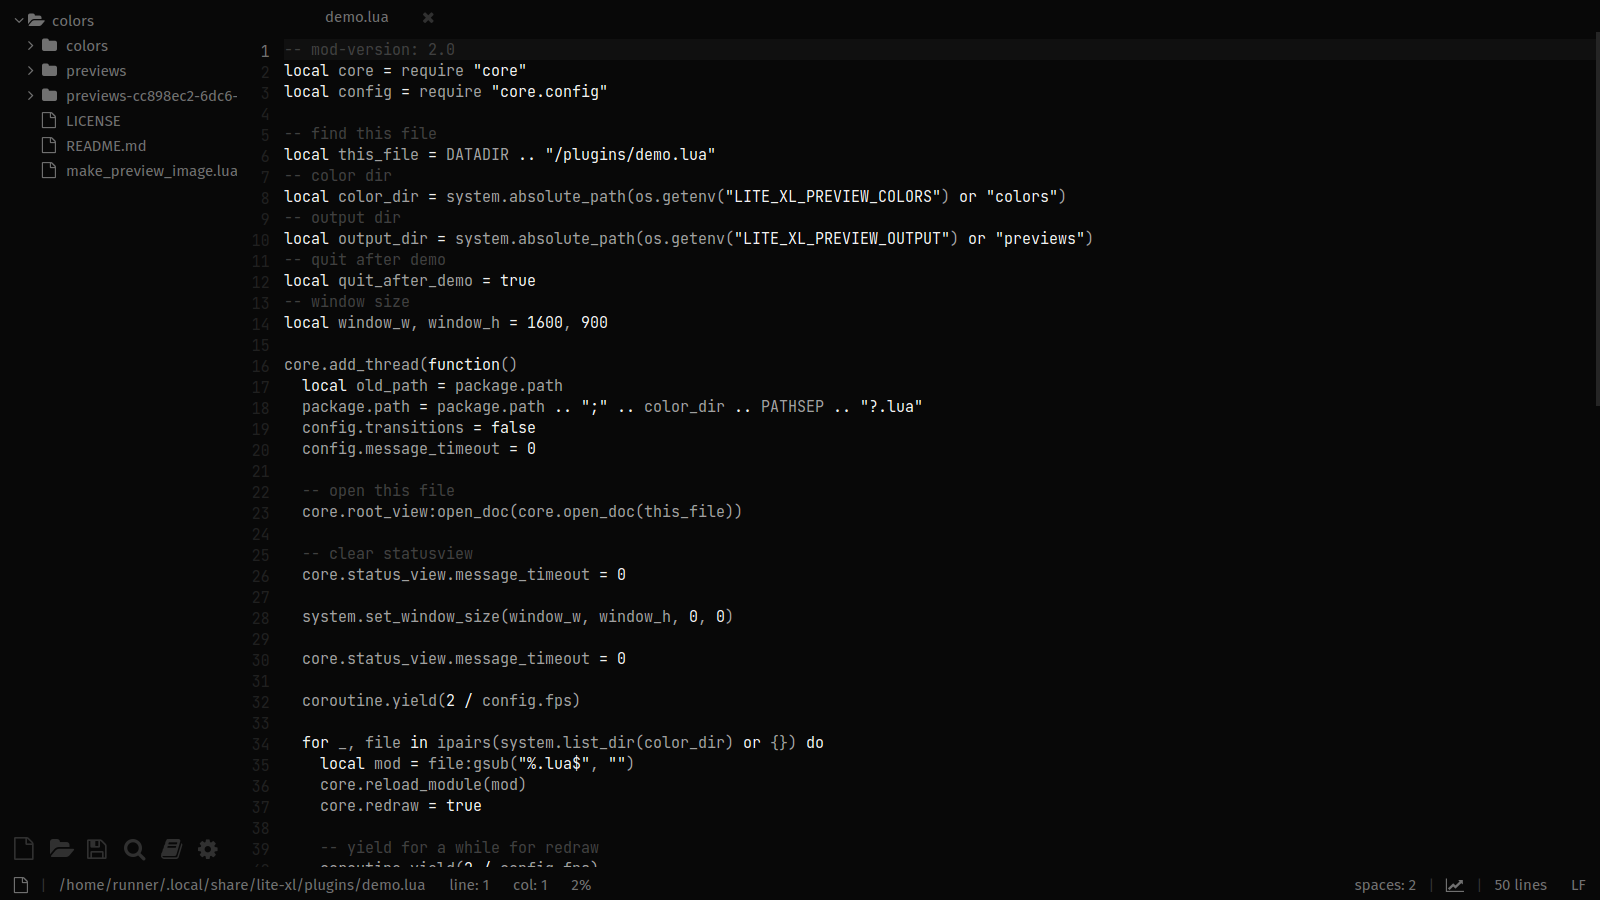 colors
colors
previews
previews-cc898ec2-6dc6-
LICENSE
README.md
make_preview_image.lua
demo.lua
1 -- mod-version: 2.0
2 local core = require "core"
3 local config = require "core.config"
4
5 -- find this file
6 local this_file = DATADIR .. "/plugins/demo.lua"
7 -- color dir
8 local color_dir = system.absolute_path(os.getenv("LITE_XL_PREVIEW_COLORS") or "colors")
9 -- output dir
10 local output_dir = system.absolute_path(os.getenv("LITE_XL_PREVIEW_OUTPUT") or "previews")
11 -- quit after demo
12 local quit_after_demo = true
13 -- window size
14 local window_w, window_h = 1600, 900
15
16 core.add_thread(function()
17   local old_path = package.path
18   package.path = package.path .. ";" .. color_dir .. PATHSEP .. "?.lua"
19   config.transitions = false
20   config.message_timeout = 0
21
22   -- open this file
23   core.root_view:open_doc(core.open_doc(this_file))
24
25   -- clear statusview
26   core.status_view.message_timeout = 0
27
28   system.set_window_size(window_w, window_h, 0, 0)
29
30   core.status_view.message_timeout = 0
31
32   coroutine.yield(2 / config.fps)
33
34   for _, file in ipairs(system.list_dir(color_dir) or {}) do
35     local mod = file:gsub("%.lua$", "")
36     core.reload_module(mod)
37     core.redraw = true
38
39     -- yield for a while for redraw
40     coroutine.yield(2 / config.fps)
/home/runner/.local/share/lite-xl/plugins/demo.lua line: 1 col: 1 2% spaces: 2 50 lines LF